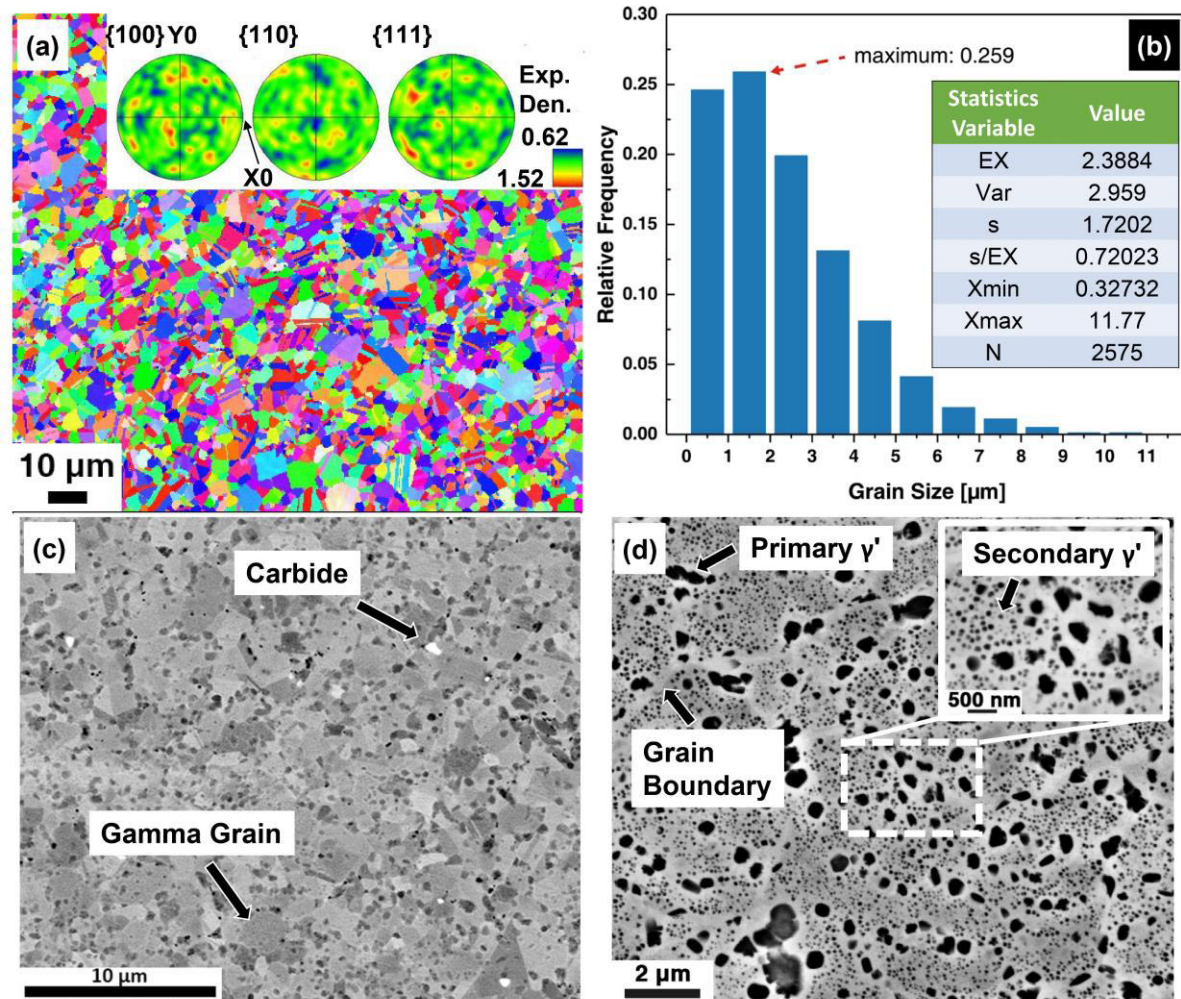 (a)
{100} Y0 {110} {111}
Exp.
Den.
0.62
1.52
X0
10 µm
(b)
maximum: 0.259
Relative Frequency
0.30
0.25
0.20
0.15
0.10
0.05
0.00
0 1 2 3 4 5 6 7 8 9 10 11
Grain Size [µm]
Statistics Variable Value
EX 2.3884
Var 2.959
s 1.7202
s/EX 0.72023
Xmin 0.32732
Xmax 11.77
N 2575
(c)
Carbide
Gamma Grain
10 µm
(d)
Primary γ'
Secondary γ'
500 nm
Grain
Boundary
2 µm